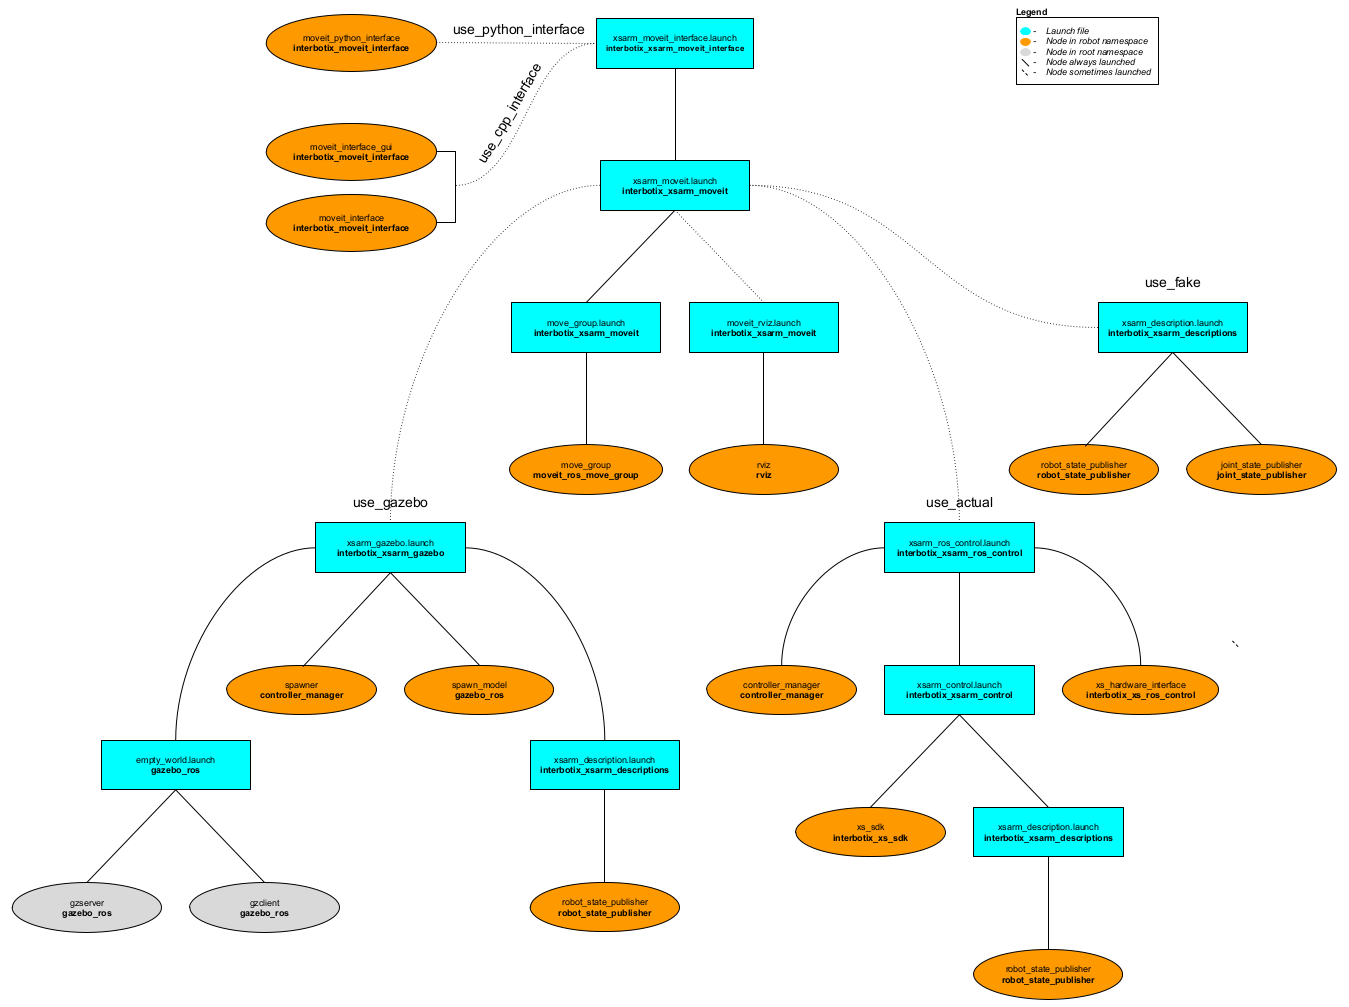 Legend
- Launch file
- Node in robot namespace
- Node in root namespace
- Node always launched
- Node sometimes launched
moveit_python_interface
interbotix_moveit_interface
use_python_interface
xsarm_moveit_interface.launch
interbotix_xsarm_moveit_interface
use_cpp_interface
moveit_interface_gui
interbotix_moveit_interface
moveit_interface
interbotix_moveit_interface
xsarm_moveit.launch
interbotix_xsarm_moveit
use_fake
move_group.launch
interbotix_xsarm_moveit
moveit_rviz.launch
interbotix_xsarm_moveit
xsarm_description.launch
interbotix_xsarm_descriptions
move_group
moveit_ros_move_group
rviz
rviz
robot_state_publisher
robot_state_publisher
joint_state_publisher
joint_state_publisher
use_gazebo
use_actual
xsarm_gazebo.launch
interbotix_xsarm_gazebo
xsarm_ros_control.launch
interbotix_xsarm_ros_control
spawner
controller_manager
spawn_model
gazebo_ros
controller_manager
controller_manager
xsarm_control.launch
interbotix_xsarm_control
xs_hardware_interface
interbotix_xs_ros_control
empty_world.launch
gazebo_ros
xsarm_description.launch
interbotix_xsarm_descriptions
xs_sdk
interbotix_xs_sdk
xsarm_description.launch
interbotix_xsarm_descriptions
gzserver
gazebo_ros
gzclient
gazebo_ros
robot_state_publisher
robot_state_publisher
robot_state_publisher
robot_state_publisher